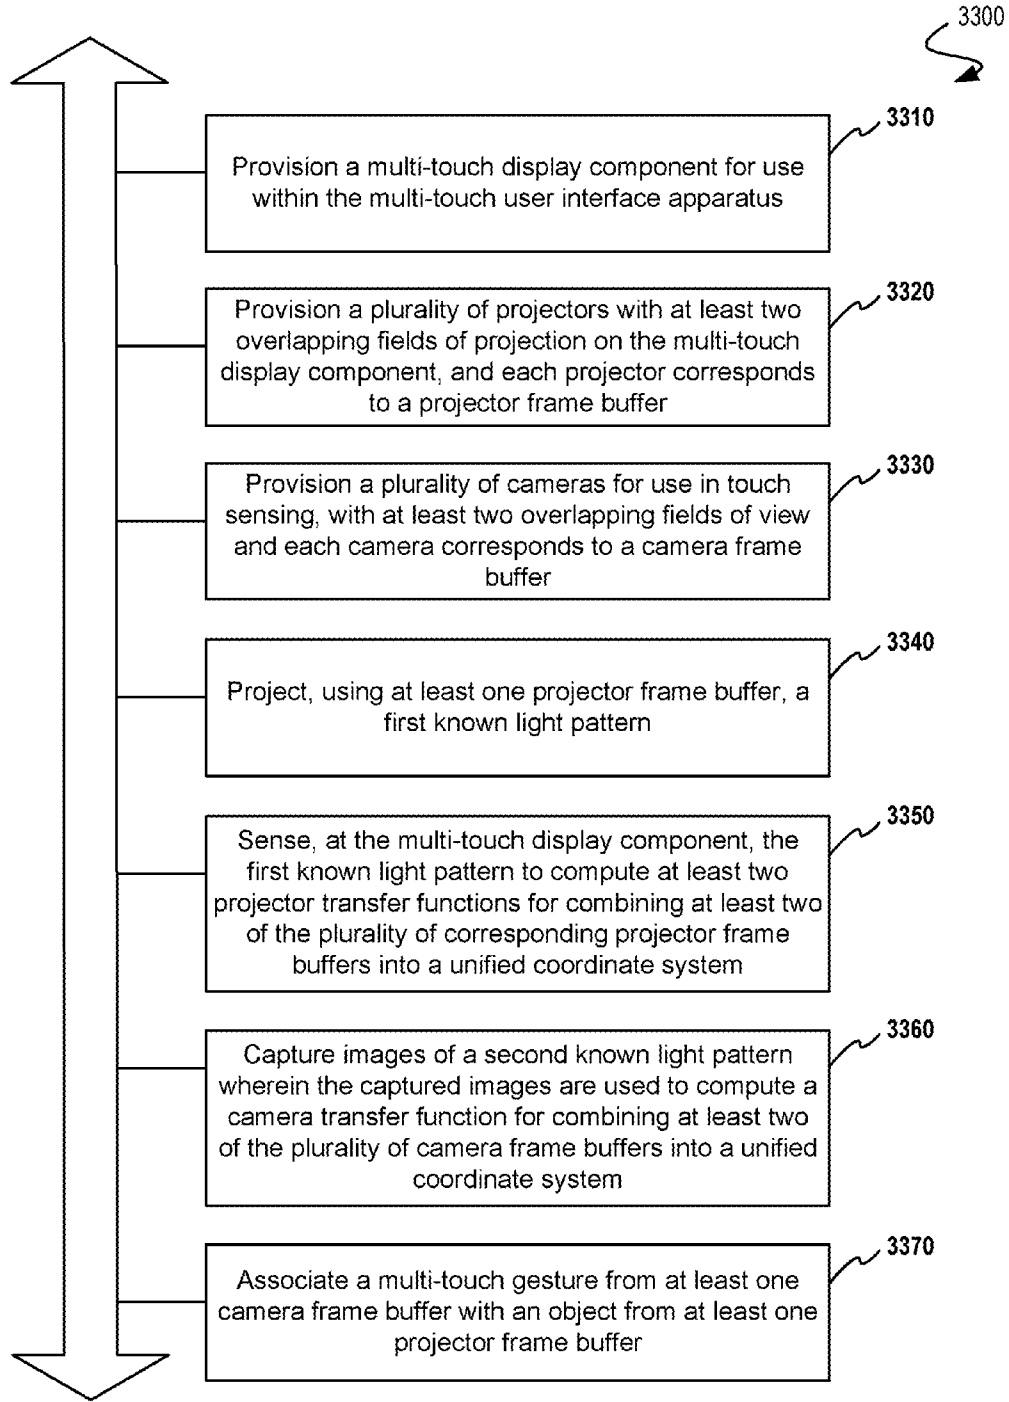 3300
3310
Provision a multi-touch display component for use
within the multi-touch user interface apparatus
3320
Provision a plurality of projectors with at least two
overlapping fields of projection on the multi-touch
display component, and each projector corresponds
to a projector frame buffer
3330
Provision a plurality of cameras for use in touch
sensing, with at least two overlapping fields of view
and each camera corresponds to a camera frame
buffer
3340
Project, using at least one projector frame buffer, a
first known light pattern
3350
Sense, at the multi-touch display component, the
first known light pattern to compute at least two
projector transfer functions for combining at least two
of the plurality of corresponding projector frame
buffers into a unified coordinate system
3360
Capture images of a second known light pattern
wherein the captured images are used to compute a
camera transfer function for combining at least two
of the plurality of camera frame buffers into a unified
coordinate system
3370
Associate a multi-touch gesture from at least one
camera frame buffer with an object from at least one
projector frame buffer